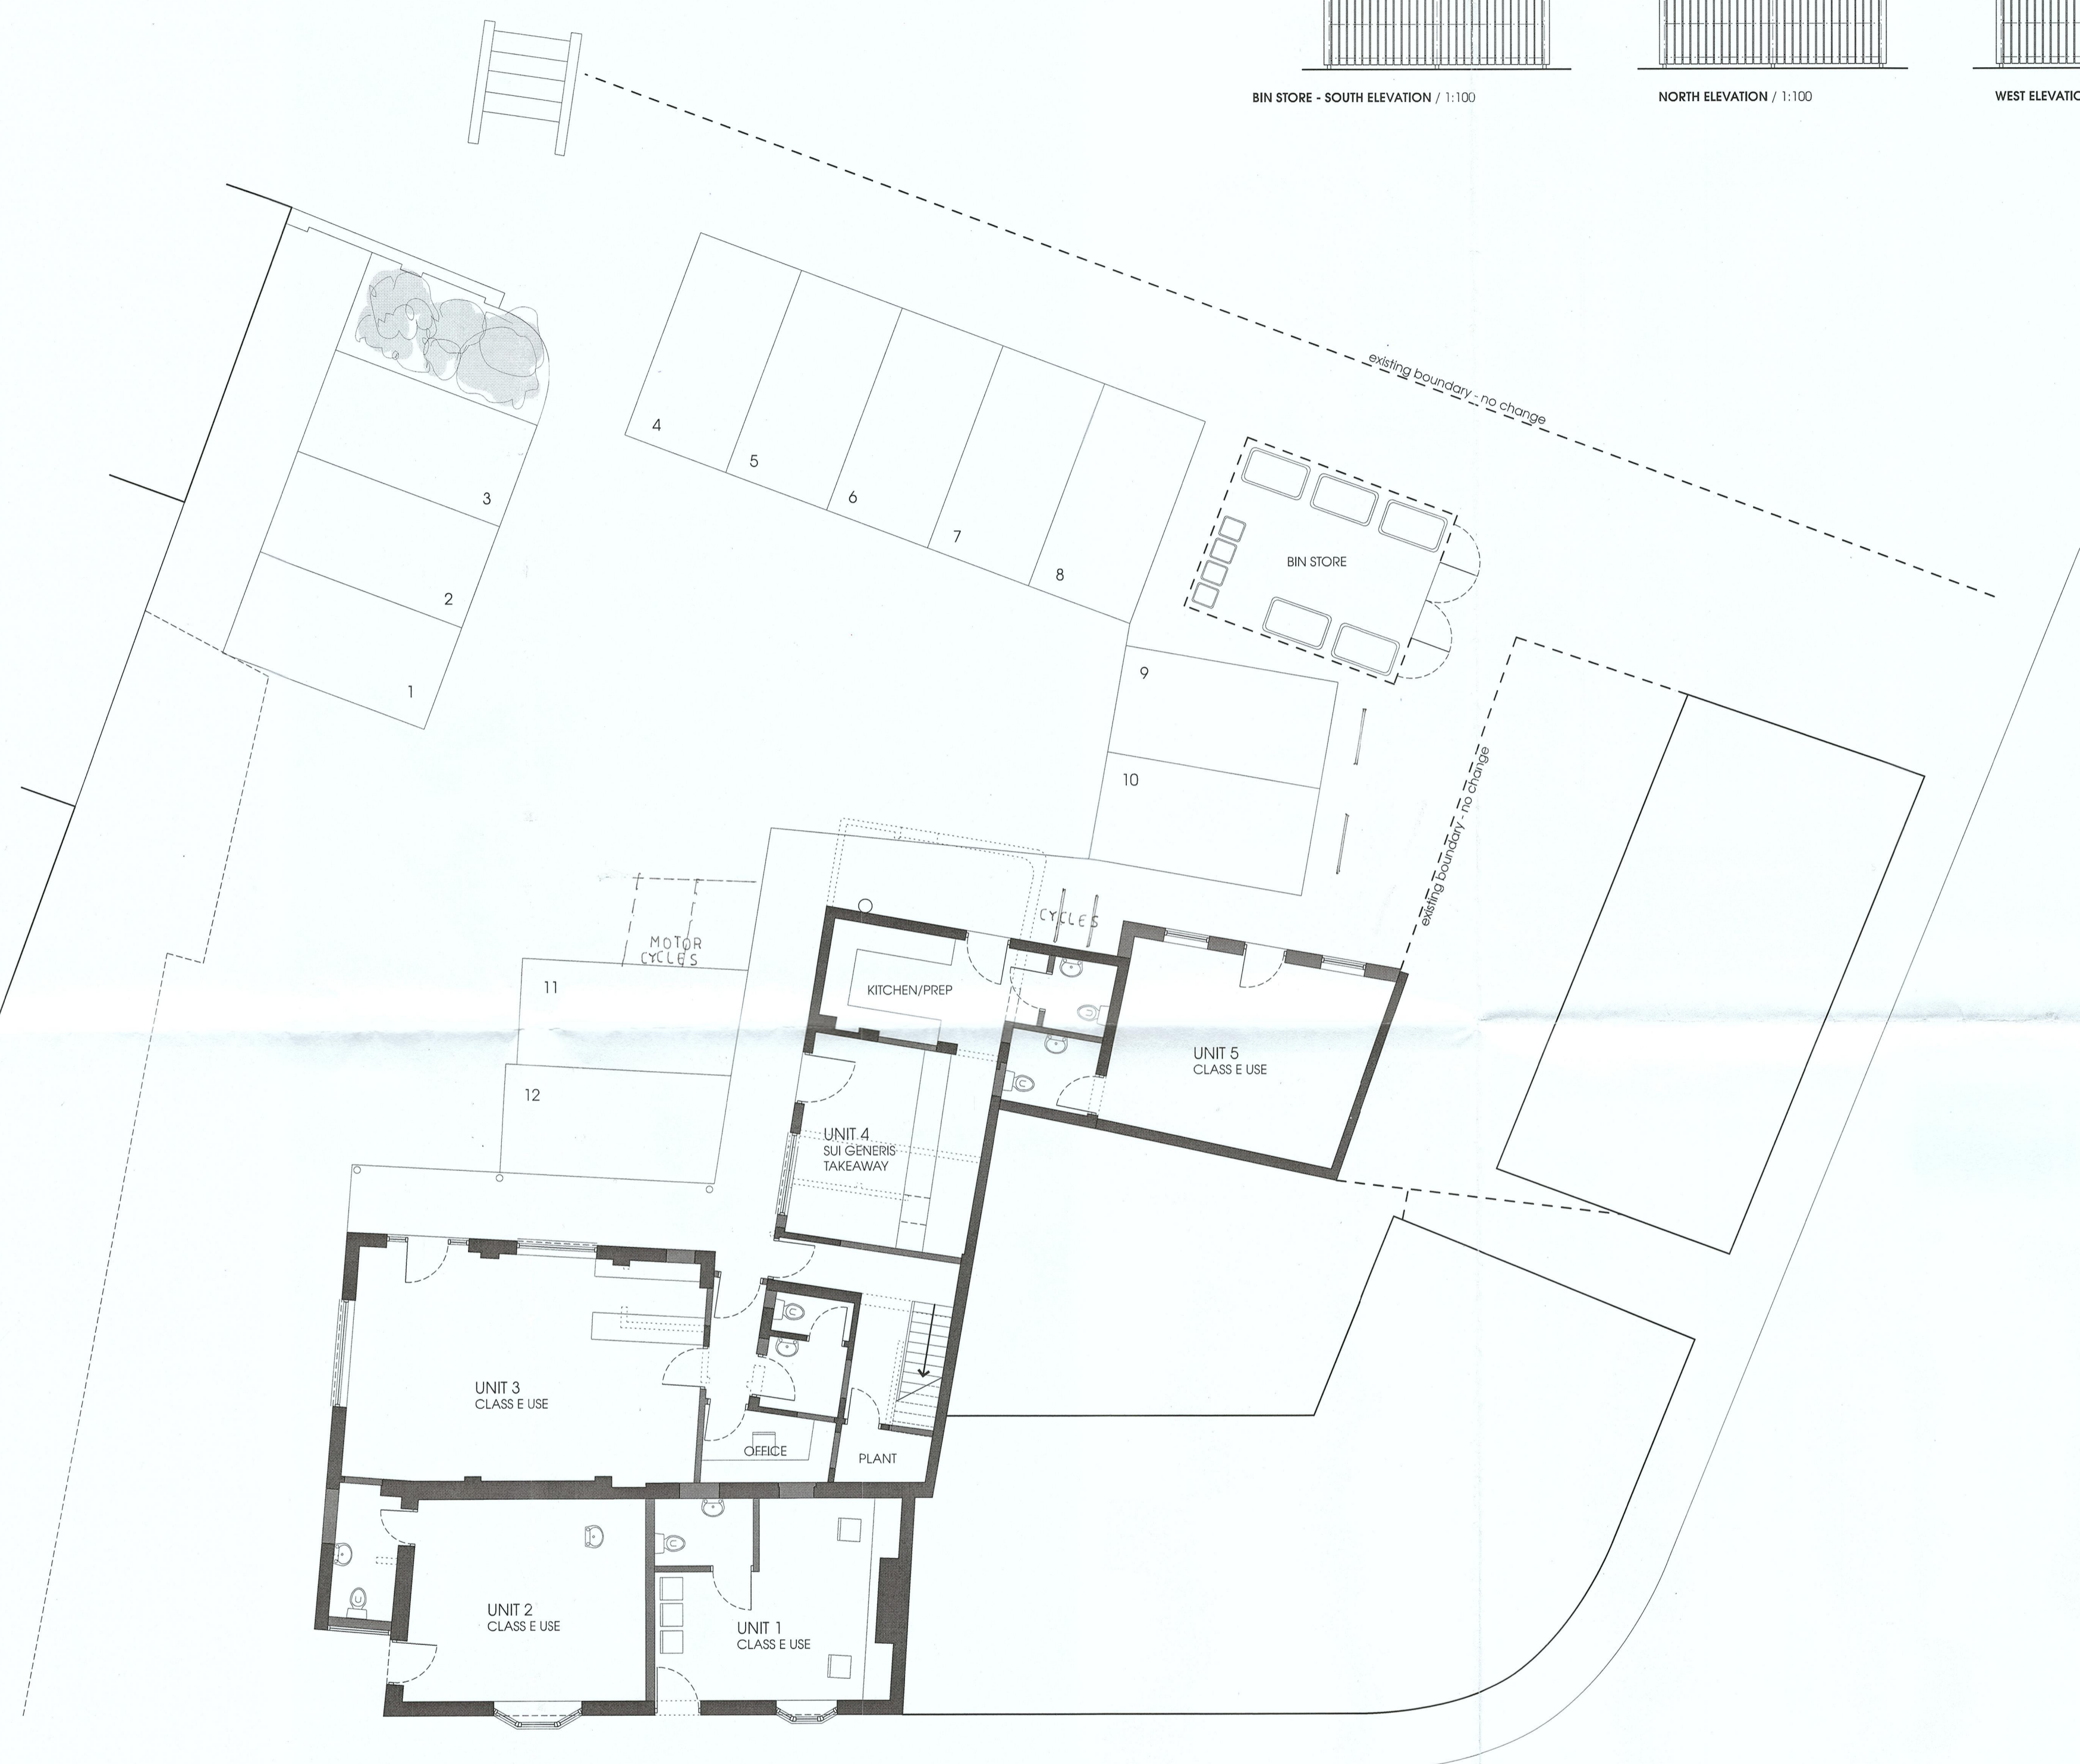 BIN STORE - SOUTH ELEVATION / 1:100
NORTH ELEVATION / 1:100
WEST ELEVATIO
existing boundary - no change
4
5
6
7
8
3
2
1
BIN STORE
9
10
existing boundary - no change
CYCLES
MOTOR
CYCLES
11
12
KITCHEN/PREP
UNIT 5
CLASS E USE
UNIT 4
SUI GENERIS
TAKEAWAY
UNIT 3
CLASS E USE
OFFICE
PLANT
UNIT 2
CLASS E USE
UNIT 1
CLASS E USE